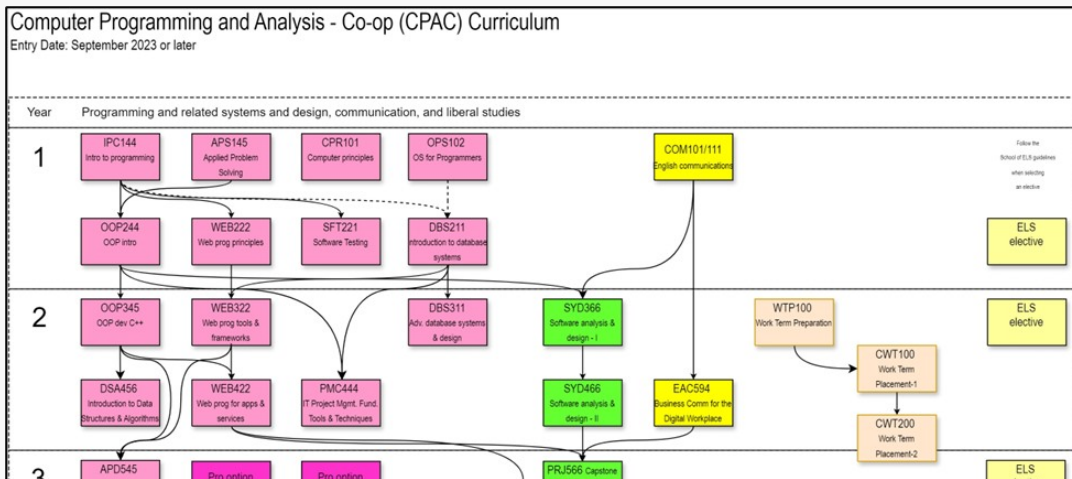 Computer Programming and Analysis - Co-op (CPAC) Curriculum
Entry Date: September 2023 or later
Year Programming and related systems and design, communication, and liberal studies
1
IPC144
Intro to programming
APS145
Applied Problem
Solving
CPR101
Computer principles
OPS102
OS for Programmers
COM101/111
English communications
Follow the
School of ELS guidelines
when selecting
an elective
OOP244
OOP intro
WEB222
Web prog principles
SFT221
Software Testing
DBS211
Introduction to database
systems
ELS
elective
2
OOP345
OOP dev C++
WEB322
Web prog tools &
frameworks
DBS311
Adv. database systems
& design
SYD366
Software analysis &
design - I
WTP100
Work Term Preparation
ELS
elective
CWT100
Work Term
Placement-1
DSA456
Introduction to Data
Structures & Algorithms
WEB422
Web prog for apps &
services
PMC444
IT Project Mgmt. Fund.
Tools & Techniques
SYD466
Software analysis &
design - II
EAC594
Business Comm for the
Digital Workplace
CWT200
Work Term
Placement-2
3
APD545
Pro option
Pro option
PRJ566 Capstone
ELS